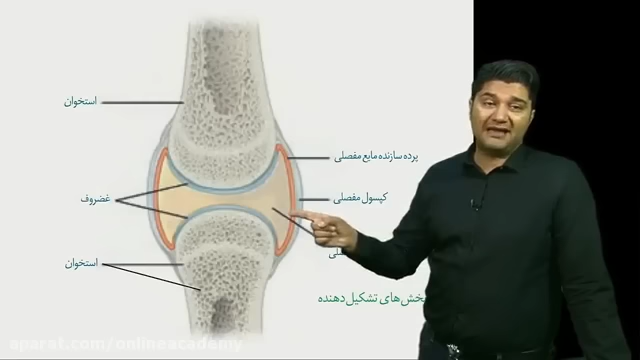 استخوان
پرده سازنده مایع مفصلی
کپسول مفصلی
غضروف
استخوان
بخش‌های تشکیل‌دهنده
aparat.com/onlineacademy